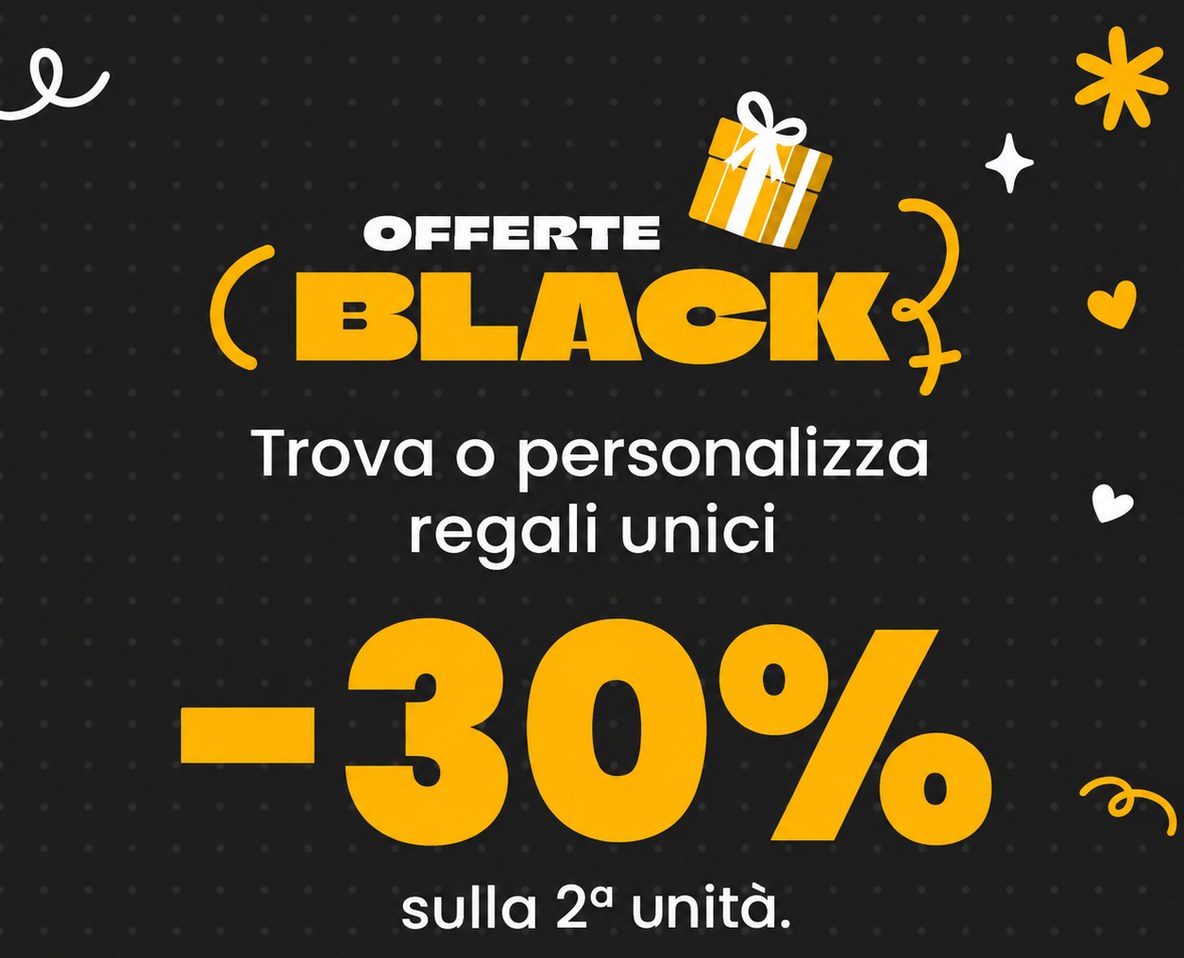 OFFERTE
BLACK
Trova o personalizza
regali unici
-30%
sulla 2ª unità.